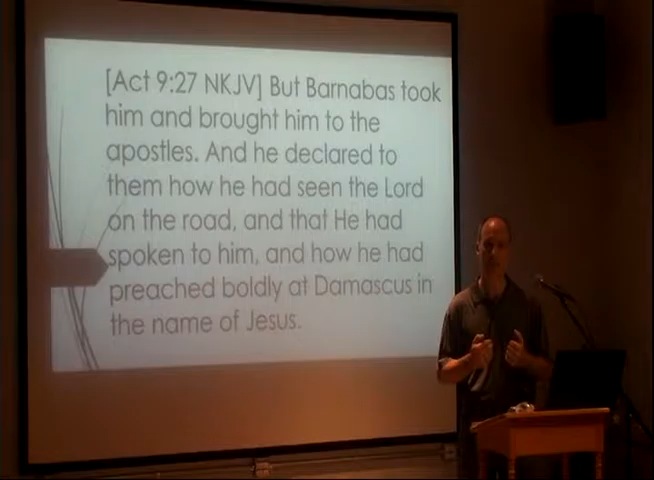 [Act 9:27 NKJV] But Barnabas took
him and brought him to the
apostles. And he declared to
them how he had seen the Lord
on the road, and that He had
spoken to him, and how he had
preached boldly at Damascus in
the name of Jesus.